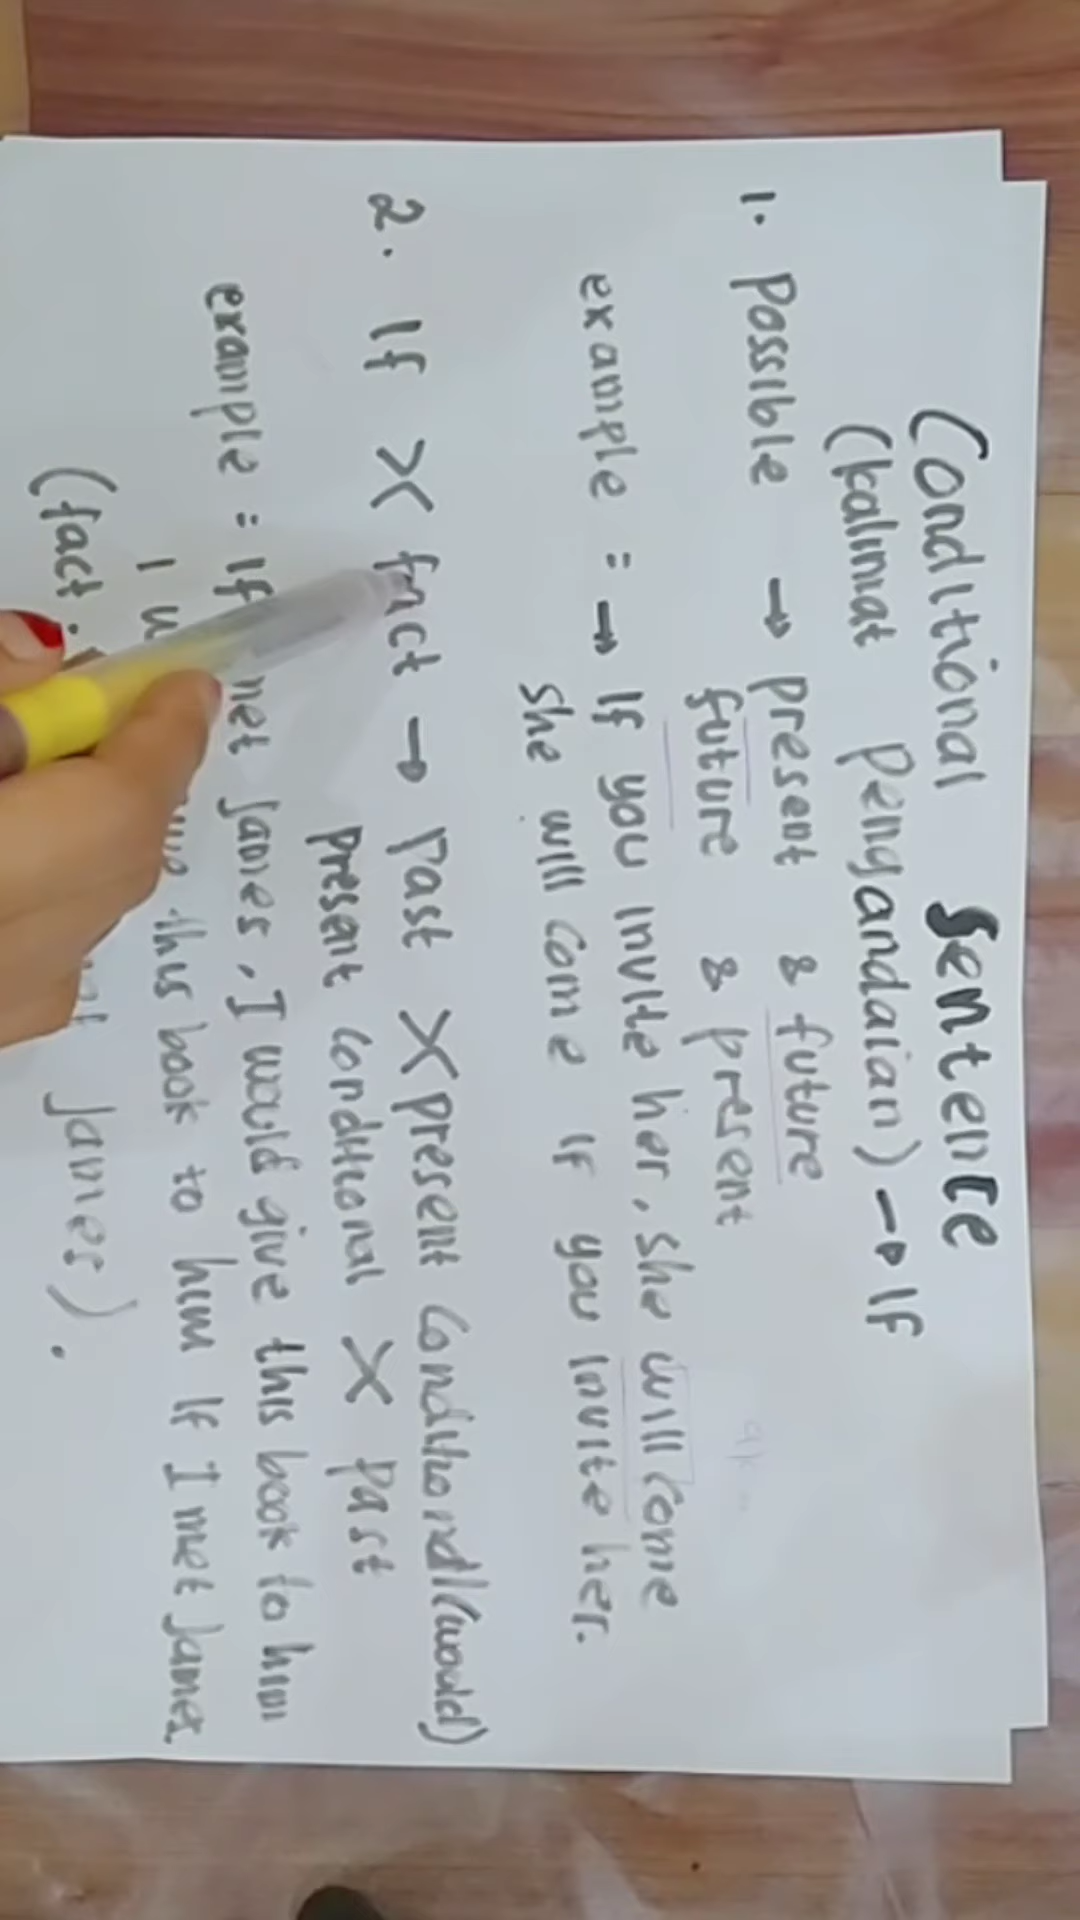 Conditional Sentence
(kalimat pengandaian) → If
1. Possible → present & future
future & present
example = → If you invite her, she will come
she will come if you invite her.
2. If X fact → past X present conditional (would)
present conditional X past
example = If met James, I would give this book to him
I this book to him If I met James
(fact: James).